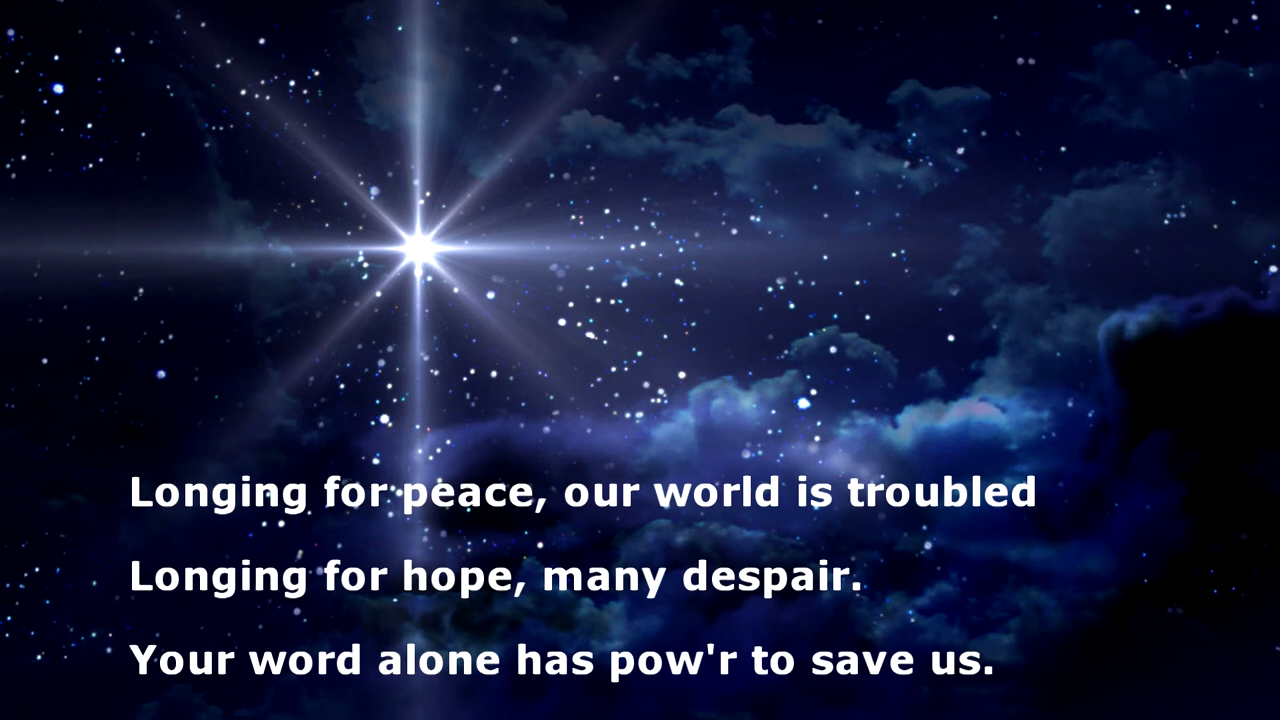 Longing for peace, our world is troubled
Longing for hope, many despair.
Your word alone has pow'r to save us.